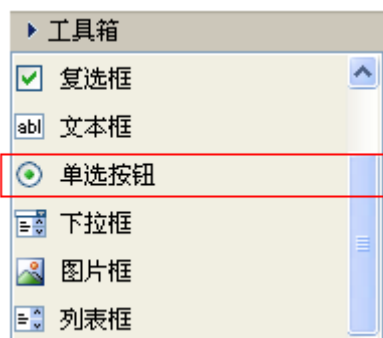 工具箱
复选框
abl 文本框
单选按钮
下拉框
图片框
列表框